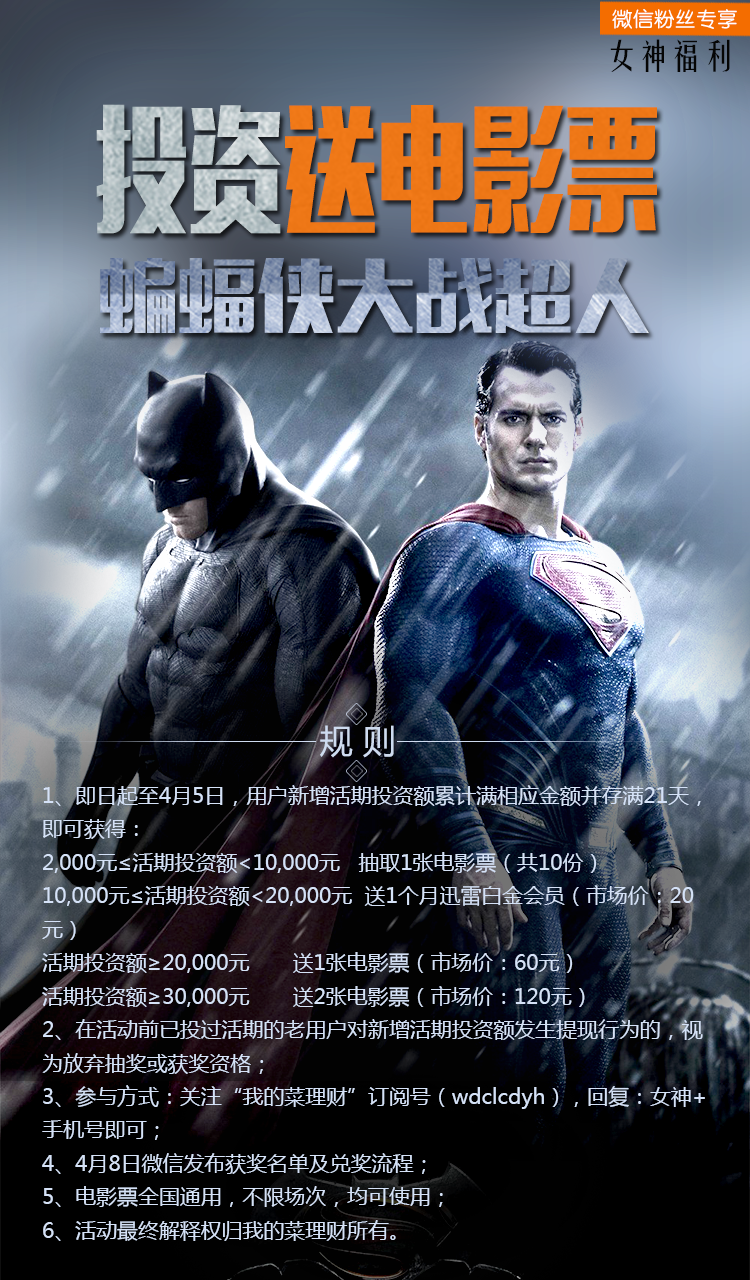 微信粉丝专享
女神福利
投资送电影票
蝙蝠侠大战超人
规则
1、即日起至4月5日，用户新增活期投资额累计满相应金额并存满21天，
即可获得：
2,000元≤活期投资额<10,000元 抽取1张电影票（共10份）
10,000元≤活期投资额<20,000元 送1个月迅雷白金会员（市场价：20
元）
活期投资额≥20,000元 送1张电影票（市场价：60元）
活期投资额≥30,000元 送2张电影票（市场价：120元）
2、在活动前已投过活期的老用户对新增活期投资额发生提现行为的，视
为放弃抽奖或获奖资格；
3、参与方式：关注“我的菜理财”订阅号（wdclcdyh），回复：女神+
手机号即可；
4、4月8日微信发布获奖名单及兑奖流程；
5、电影票全国通用，不限场次，均可使用；
6、活动最终解释权归我的菜理财所有。